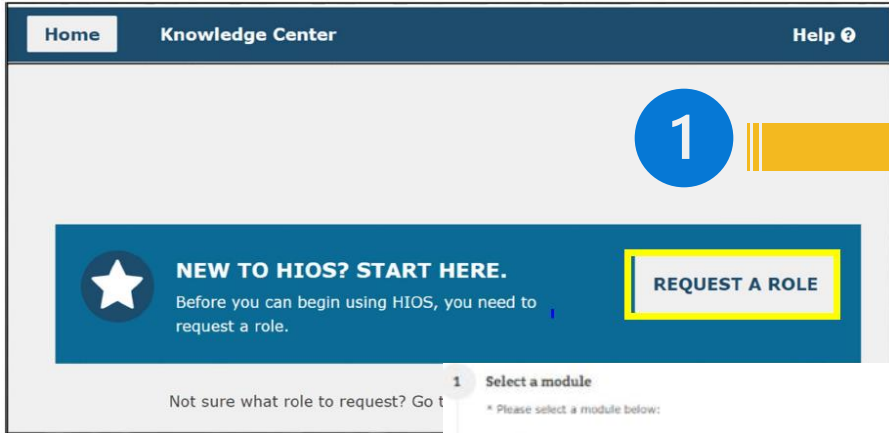 Home Knowledge Center Help
1
NEW TO HIOS? START HERE.
Before you can begin using HIOS, you need to
request a role.
REQUEST A ROLE
Not sure what role to request? Go t
1 Select a module
* Please select a module below: